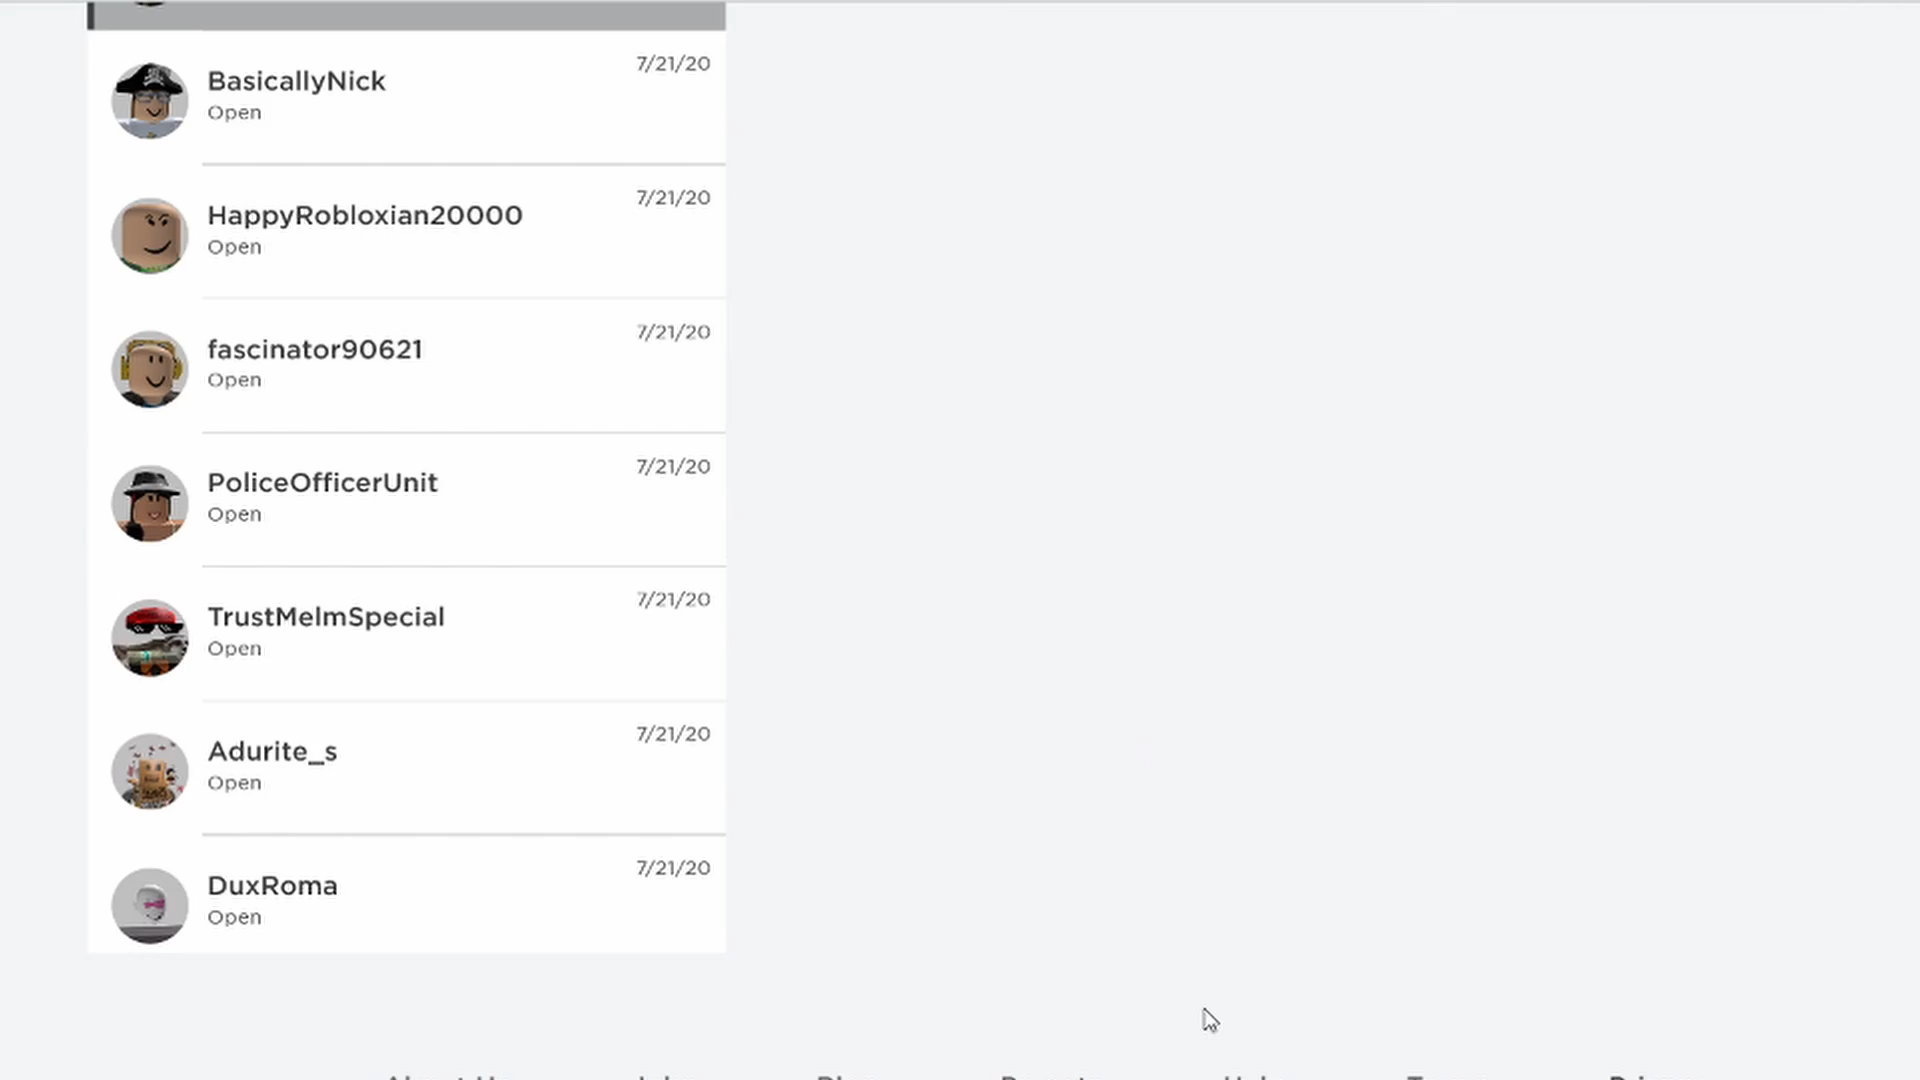 BasicallyNick
7/21/20
Open
HappyRobloxian20000
7/21/20
Open
fascinator90621
7/21/20
Open
PoliceOfficerUnit
7/21/20
Open
TrustMeImSpecial
7/21/20
Open
Adurite_s
7/21/20
Open
DuxRoma
7/21/20
Open